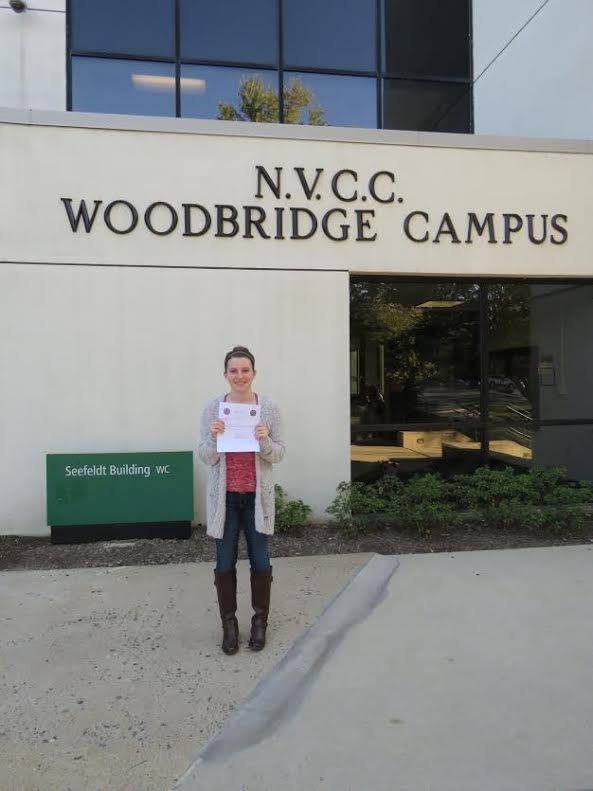 N.V.C.C.
WOODBRIDGE CAMPUS
Seefeldt Building WC